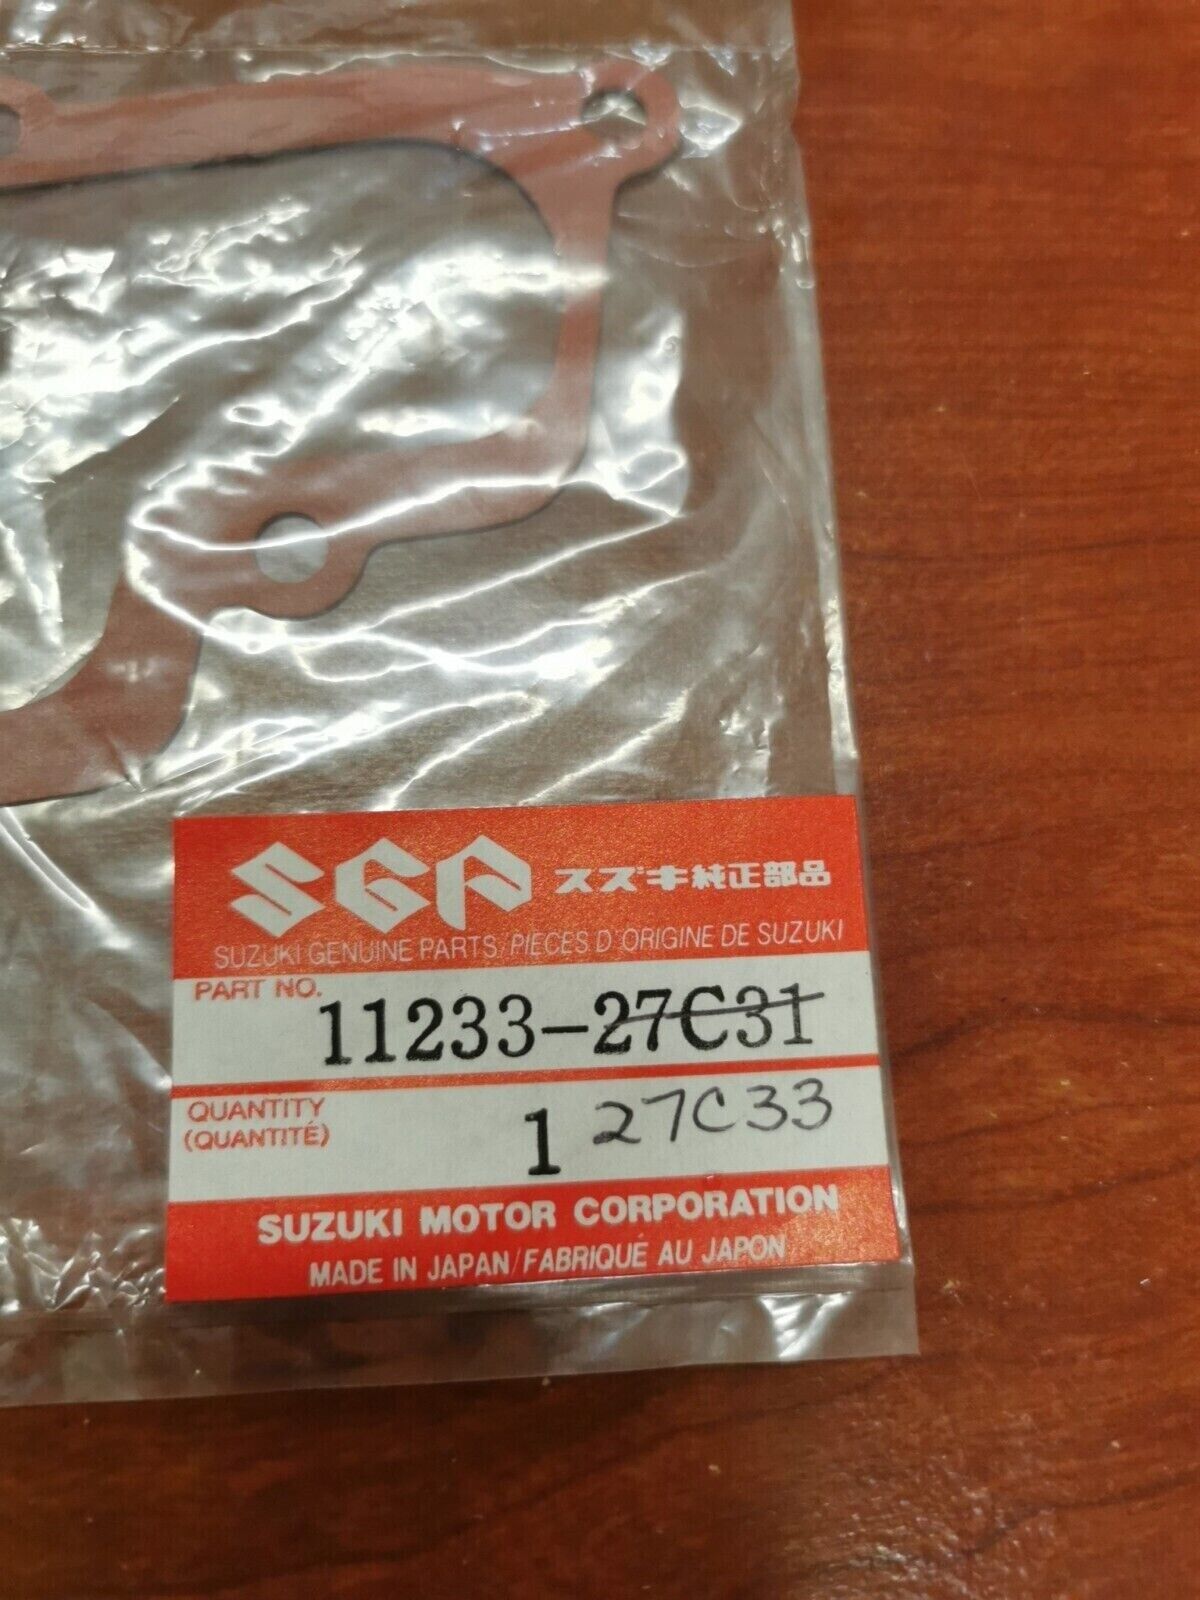 SGP スズキ純正部品
SUZUKI GENUINE PARTS/PIECES D'ORIGINE DE SUZUKI
PART NO.
11233-27C31
QUANTITY
(QUANTITÉ)
1 27C33
SUZUKI MOTOR CORPORATION
MADE IN JAPAN/FABRIQUÉ AU JAPON